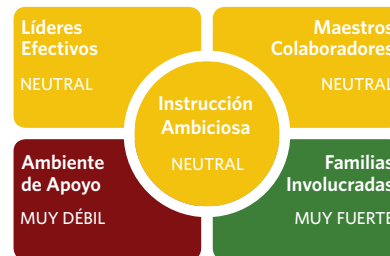 Líderes
Efectivos
NEUTRAL
Maestros
Colaboradores
NEUTRAL
Instrucción
Ambiciosa
NEUTRAL
Ambiente
de Apoyo
MUY DÉBIL
Familias
Involucradas
MUY FUERTE